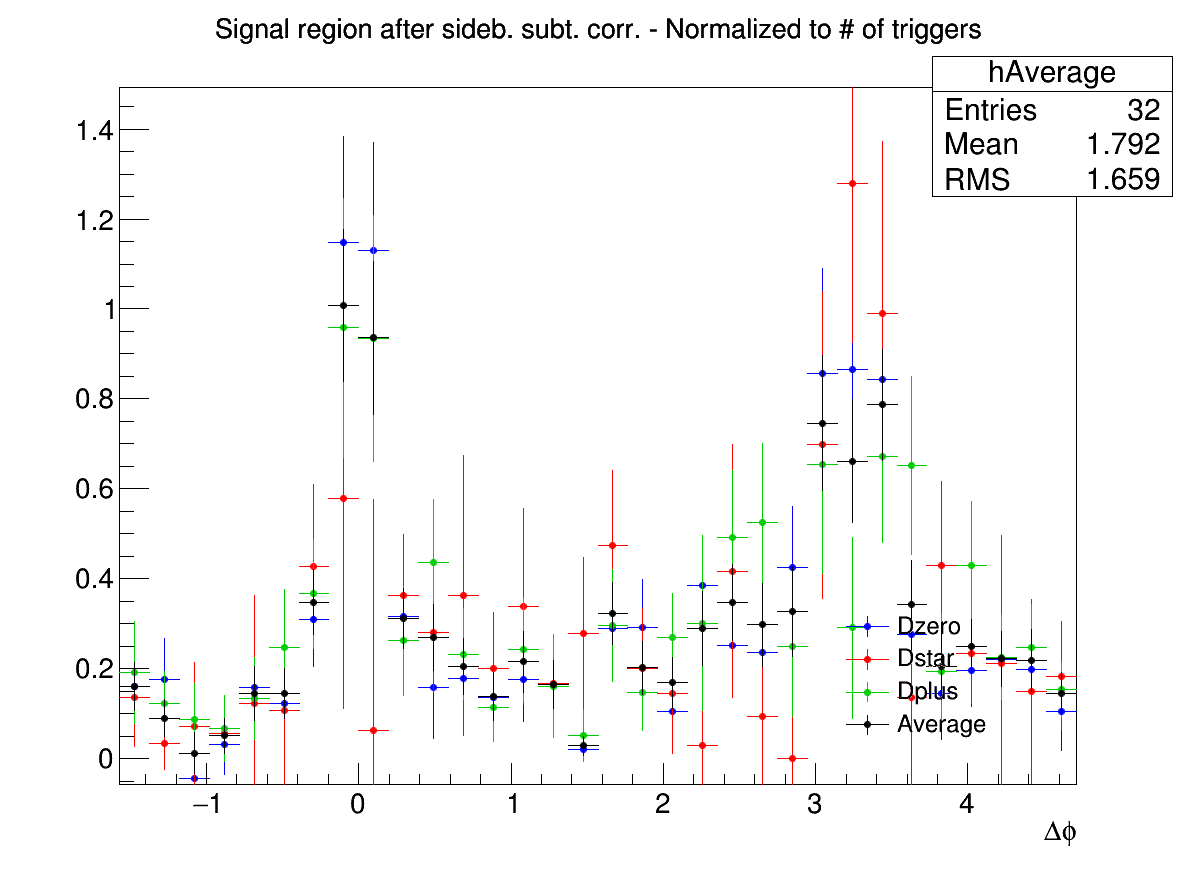 Signal region after sideb. subt. corr. - Normalized to # of triggers
hAverage
Entries 32
Mean 1.792
RMS 1.659
1.4
1.2
1
0.8
0.6
0.4
0.2
0
Dzero
Dstar
Dplus
Average
−1 0 1 2 3 4
Δϕ